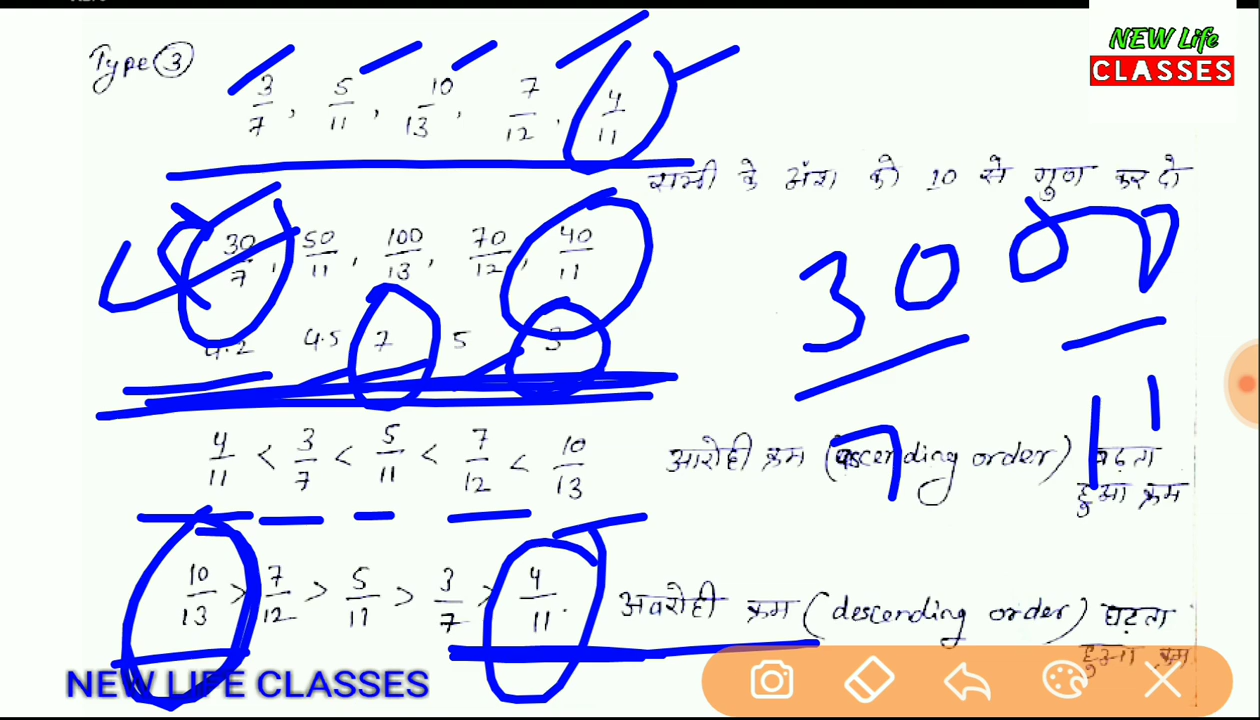 NEW Life
CLASSES
Type ③ 3/7, 5/11, 10/13, 7/12, 4/11
सभी के अंश को 10 से गुणा कर दो
30/7, 50/11, 100/13, 70/12, 40/11
30
4.2 4.5 7 5 3
7 11
4/11 < 3/7 < 5/11 < 7/12 < 10/13 आरोही क्रम (ascending order) बढ़ता
हुआ क्रम
10/13 > 7/12 > 5/11 > 3/7 > 4/11. अवरोही क्रम (descending order) घटता
हुआ क्रम
NEW LIFE CLASSES